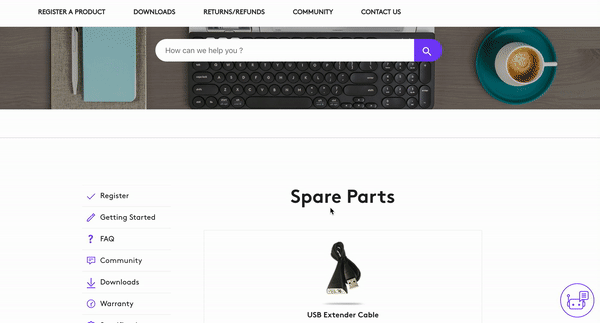 REGISTER A PRODUCT DOWNLOADS RETURNS/REFUNDS COMMUNITY CONTACT US
How can we help you ?
Spare Parts
Register
Getting Started
? FAQ
Community
Downloads
Warranty
USB Extender Cable